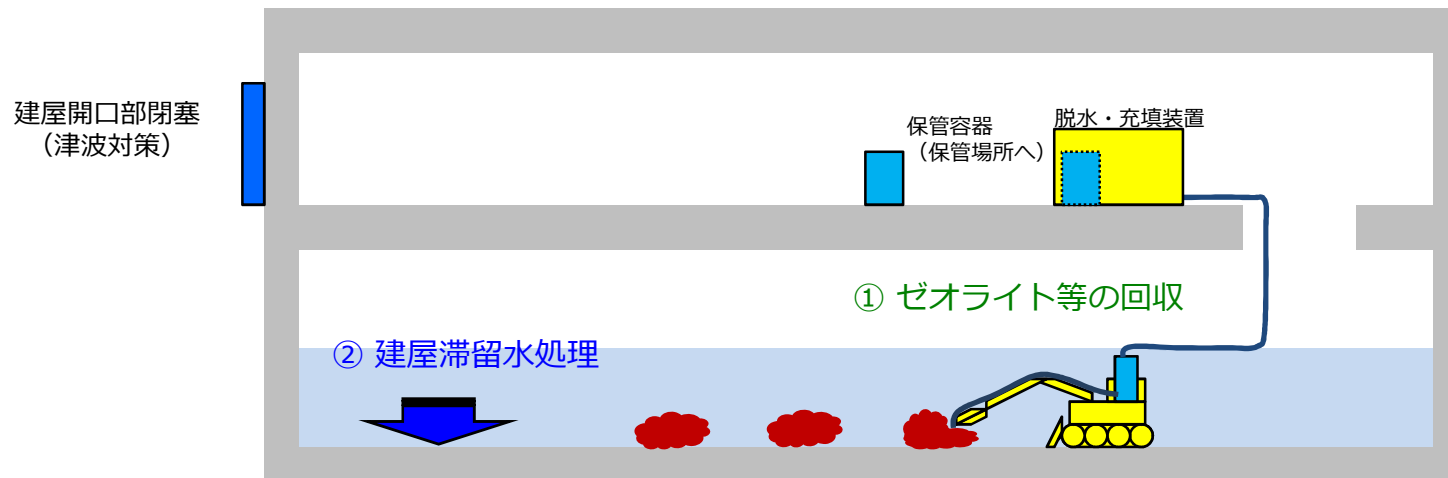 建屋開口部閉塞
（津波対策）
保管容器
（保管場所へ）
脱水・充填装置
① ゼオライト等の回収
② 建屋滞留水処理